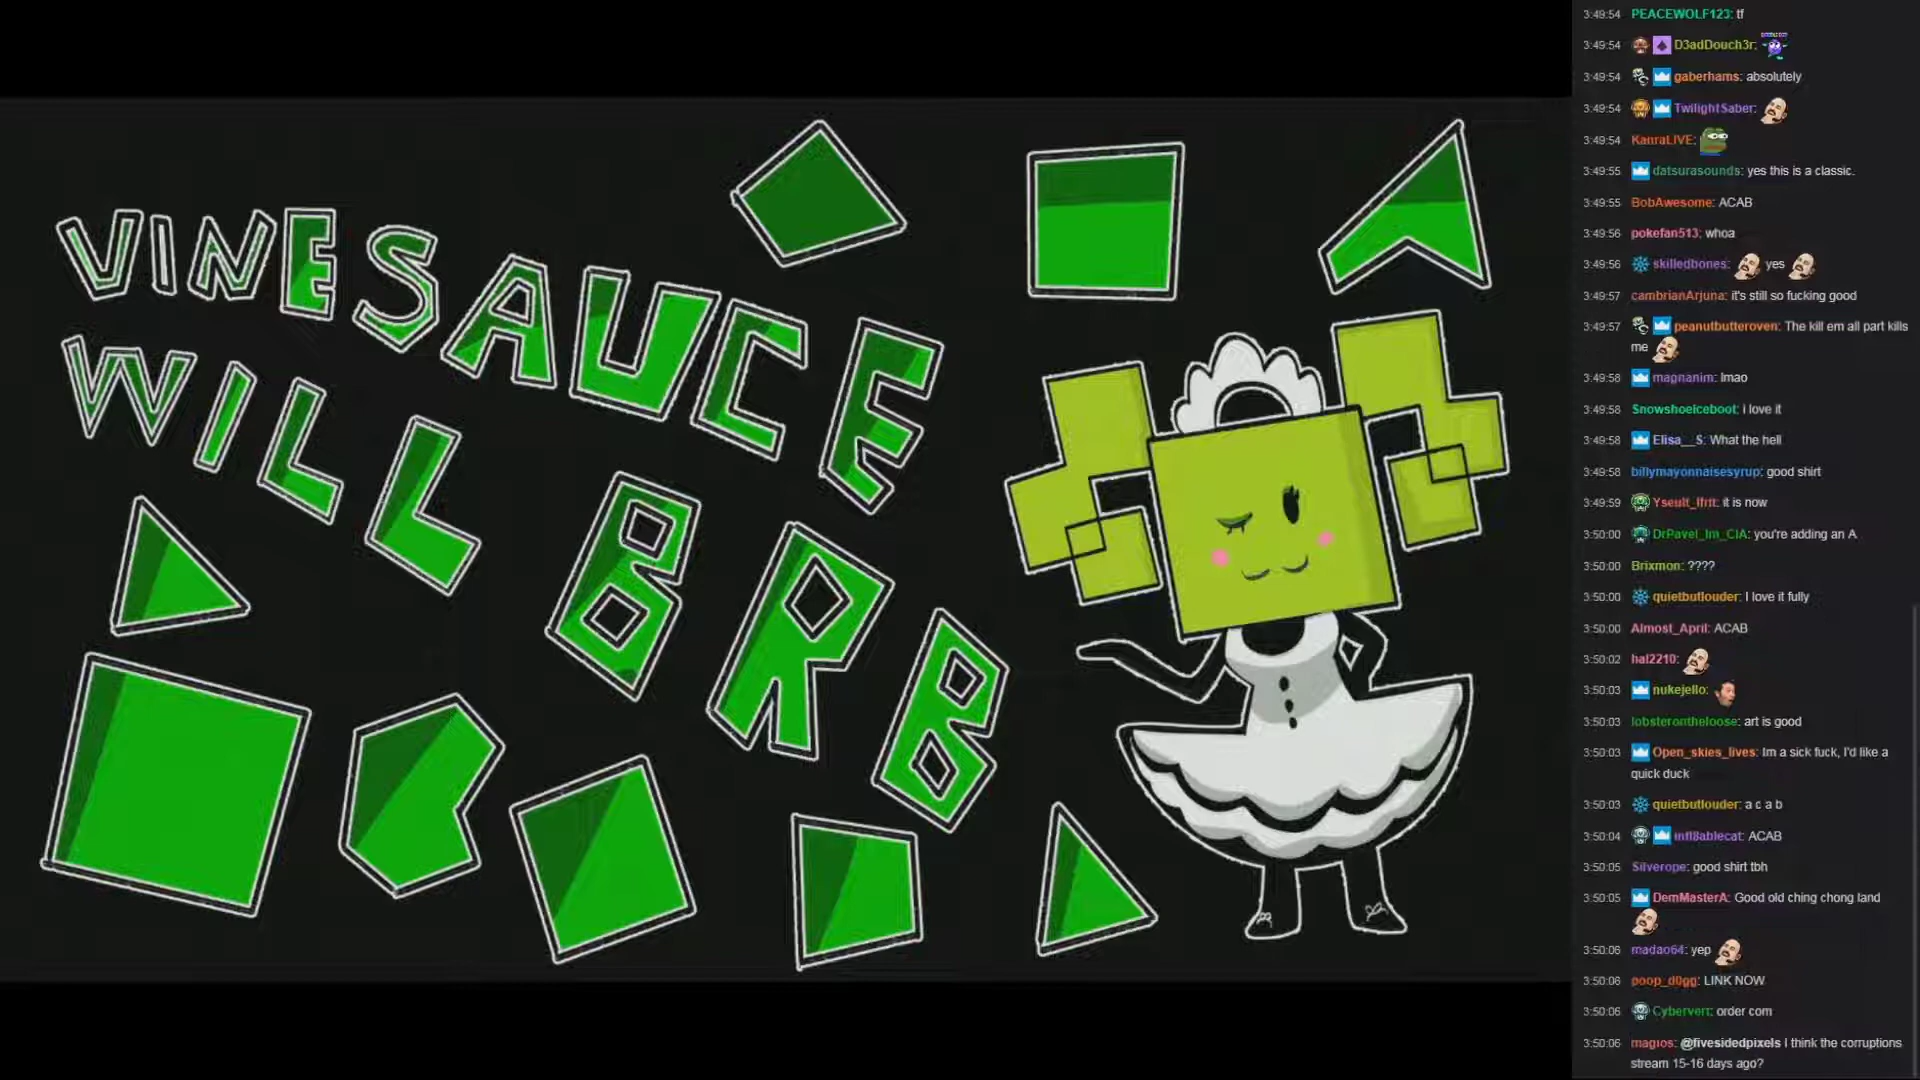 VINESAUCE
WILL BRB
3:49:54 PEACEWOLF123: tf
3:49:54 D3adDouch3r:
3:49:54 gaberhams: absolutely
3:49:54 TwilightSaber:
3:49:54 KanraLIVE:
3:49:55 datsurasounds: yes this is a classic.
3:49:55 BobAwesome: ACAB
3:49:56 pokefan513: whoa
3:49:56 skilledbones: yes
3:49:57 cambrianArjuna: it's still so fucking good
3:49:57 peanutbutteroven: The kill em all part kills
me
3:49:58 magnanim: lmao
3:49:58 Snowshoeiceboot: i love it
3:49:58 Elisa__S: What the hell
3:49:58 billymayonnaisesyrup: good shirt
3:49:59 Yseult_Ifrit: it is now
3:50:00 DrPavel_Im_CIA: you're adding an A
3:50:00 Brixmon: ????
3:50:00 quietbutlouder: I love it fully
3:50:00 Almost_April: ACAB
3:50:02 hal2210:
3:50:03 nukejello:
3:50:03 lobsterontheloose: art is good
3:50:03 Open_skies_lives: Im a sick fuck, I'd like a
quick duck
3:50:03 quietbutlouder: a c a b
3:50:04 infl8ablecat: ACAB
3:50:05 Silverope: good shirt tbh
3:50:05 DemMasterA: Good old ching chong land
3:50:06 madao64: yep
3:50:06 poop_d0gg: LINK NOW
3:50:06 Cybervert: order com
3:50:06 magios: @fivesidedpixels I think the corruptions
stream 15-16 days ago?